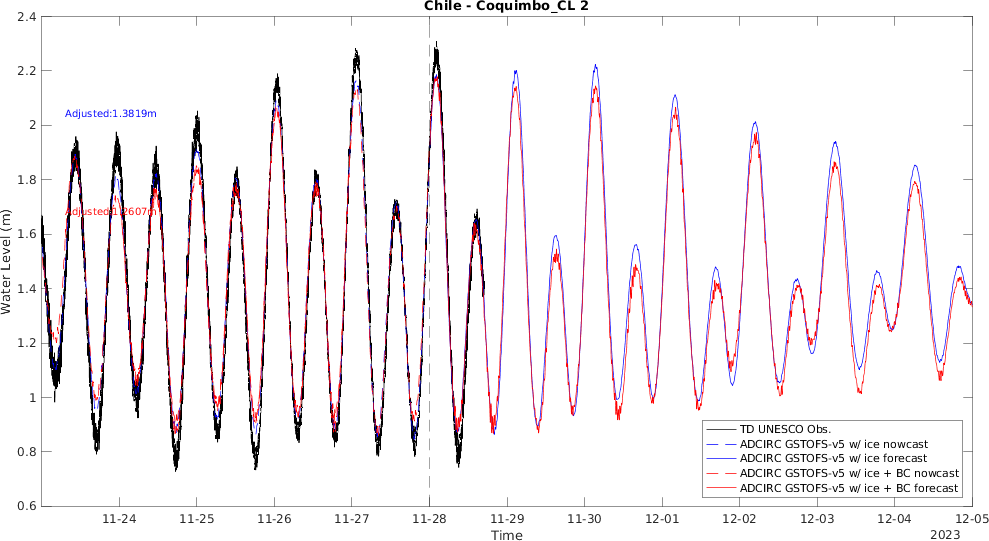 Chile - Coquimbo_CL 2
Water Level (m)
2.4
2.2
2
1.8
1.6
1.4
1.2
1
0.8
0.6
Adjusted:1.3819m
Adjusted:1.2607m
TD UNESCO Obs.
ADCIRC GSTOFS-v5 w/ ice nowcast
ADCIRC GSTOFS-v5 w/ ice forecast
ADCIRC GSTOFS-v5 w/ ice + BC nowcast
ADCIRC GSTOFS-v5 w/ ice + BC forecast
11-24 11-25 11-26 11-27 11-28 11-29 11-30 12-01 12-02 12-03 12-04 12-05
Time
2023